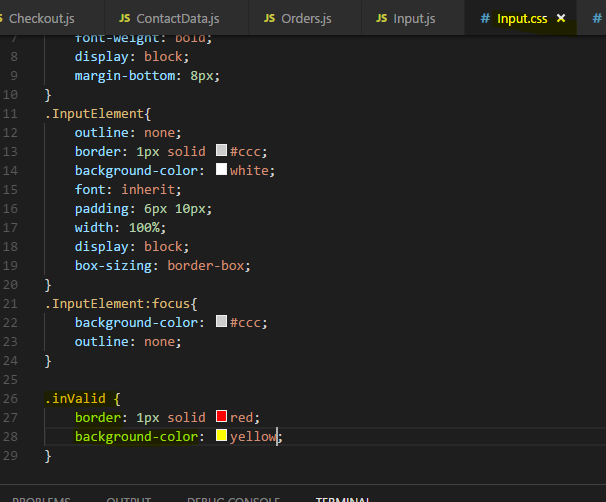 JS Checkout.js JS ContactData.js JS Orders.js JS Input.js # Input.css × #
7 font-weight: bold;
8 display: block;
9 margin-bottom: 8px;
10 }
11 .InputElement{
12 outline: none;
13 border: 1px solid #ccc;
14 background-color: white;
15 font: inherit;
16 padding: 6px 10px;
17 width: 100%;
18 display: block;
19 box-sizing: border-box;
20 }
21 .InputElement:focus{
22 background-color: #ccc;
23 outline: none;
24 }
25
26 .inValid {
27 border: 1px solid red;
28 background-color: yellow;
29 }
PROBLEMS OUTPUT DEBUG CONSOLE TERMINAL